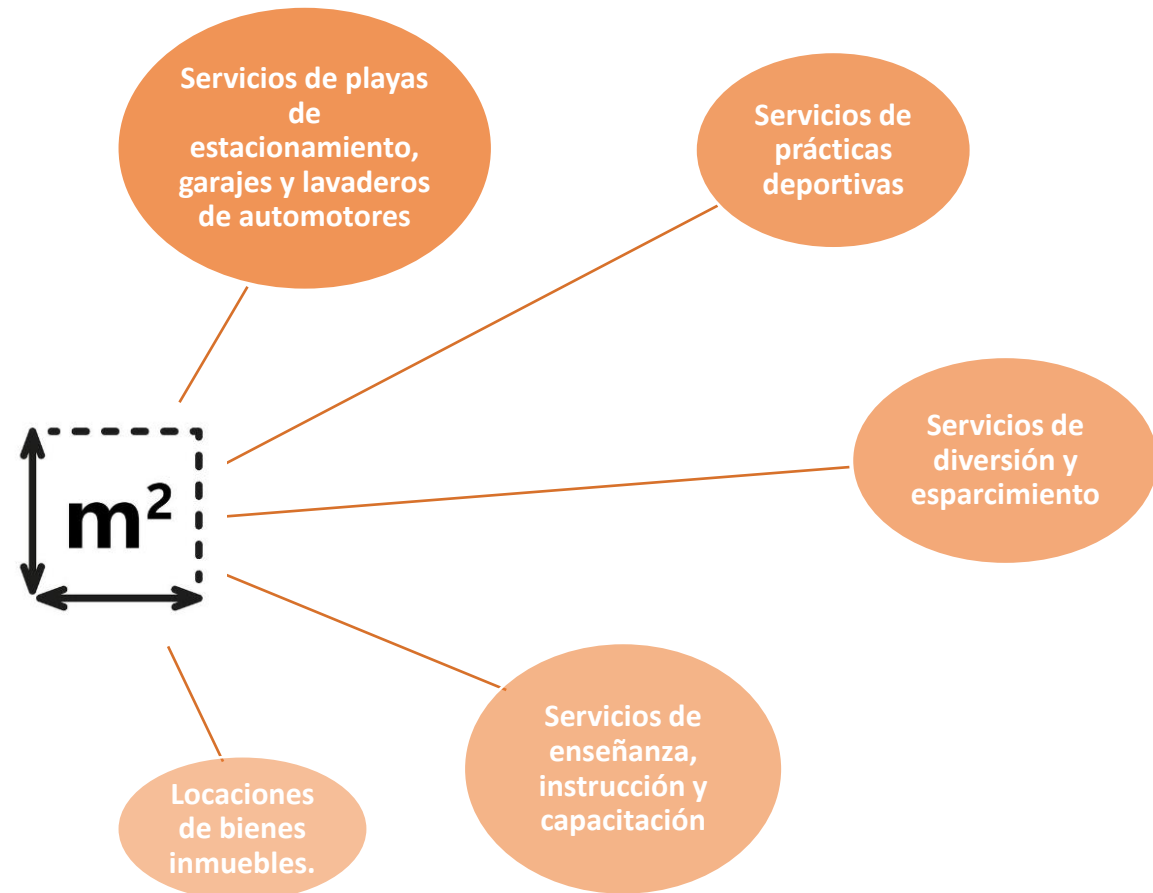 Servicios de playas
de
estacionamiento,
garajes y lavaderos
de automotores
Servicios de
prácticas
deportivas
Servicios de
diversión y
esparcimiento
m²
Servicios de
enseñanza,
instrucción y
capacitación
Locaciones
de bienes
inmuebles.